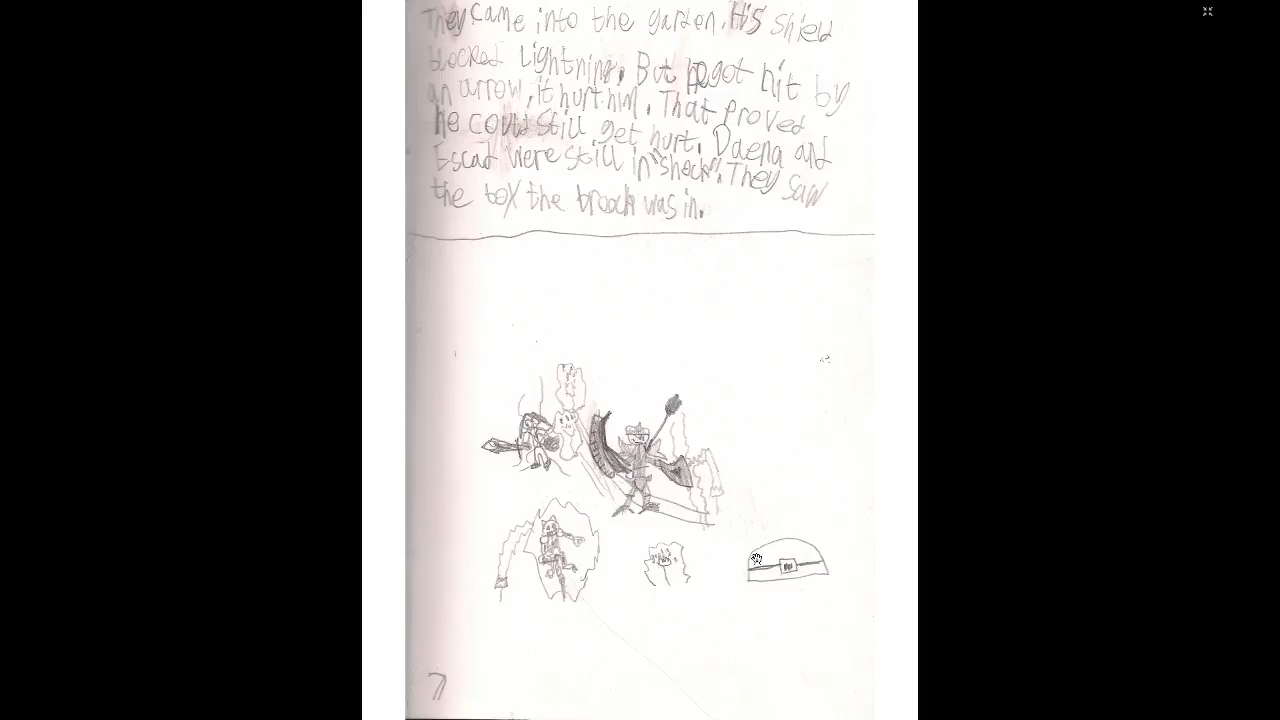 They came into the garden. His shield
blocked Lightning. But he got hit by
an arrow, it hurt him. That proved
he could still get hurt. Daena and
Escad were still in "shock". They saw
the box the brooch was in.
7